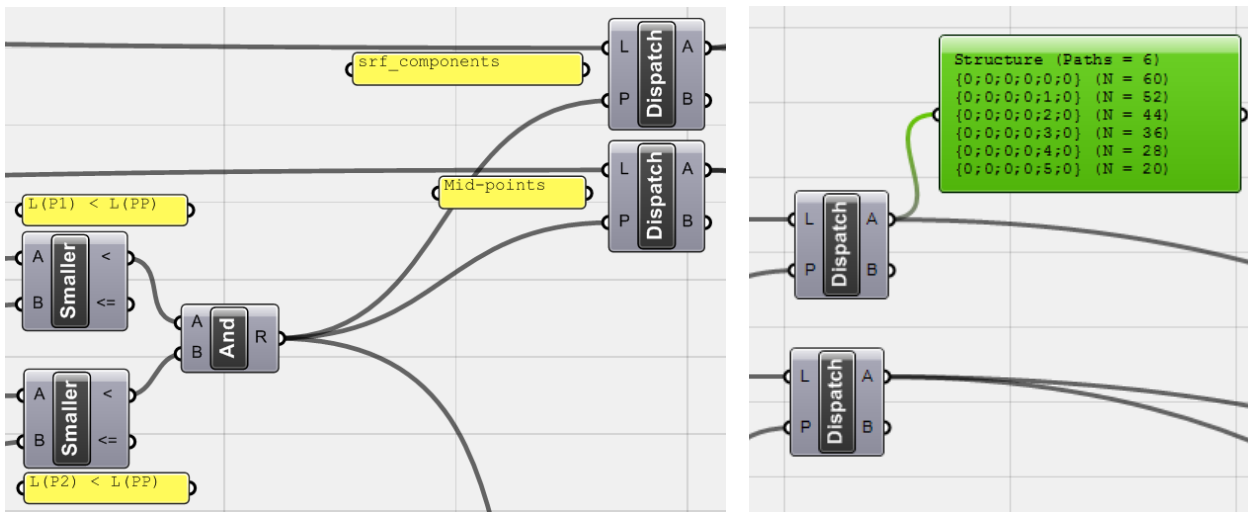 srf_components
L
P
Dispatch
A
B
Mid-points
L
P
Dispatch
A
B
L(P1) < L(PP)
A
B
Smaller
<
<=
A
B
And
R
A
B
Smaller
<
<=
L(P2) < L(PP)
Structure (Paths = 6)
{0;0;0;0;0;0} (N = 60)
{0;0;0;0;1;0} (N = 52)
{0;0;0;0;2;0} (N = 44)
{0;0;0;0;3;0} (N = 36)
{0;0;0;0;4;0} (N = 28)
{0;0;0;0;5;0} (N = 20)
L
P
Dispatch
A
B
L
P
Dispatch
A
B